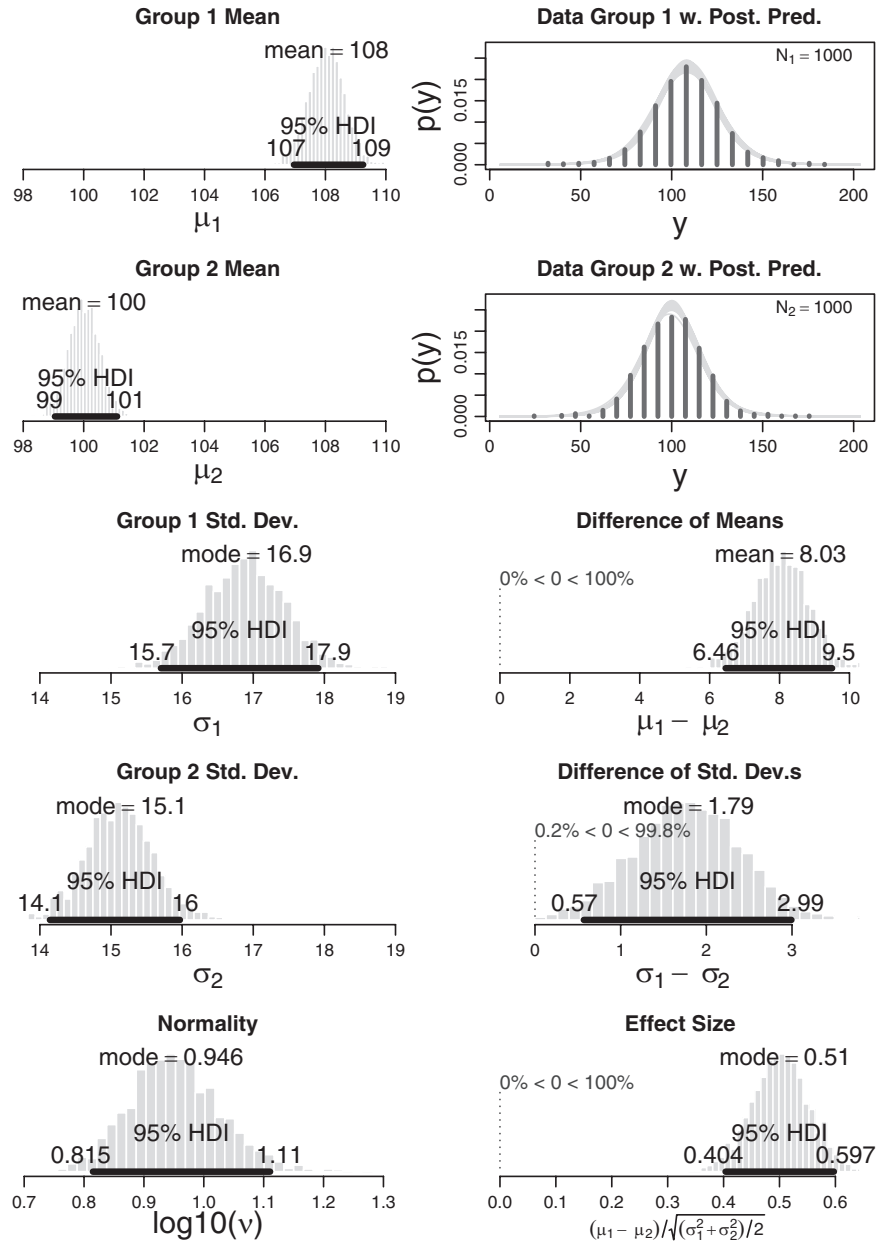 Group 1 Mean
mean = 108
95% HDI
107 109
98 100 102 104 106 108 110
μ1
Data Group 1 w. Post. Pred.
N1 = 1000
p(y)
0.000 0.015
0 50 100 150 200
y
Group 2 Mean
mean = 100
95% HDI
99 101
98 100 102 104 106 108 110
μ2
Data Group 2 w. Post. Pred.
N2 = 1000
p(y)
0.000 0.015
0 50 100 150 200
y
Group 1 Std. Dev.
mode = 16.9
95% HDI
15.7 17.9
14 15 16 17 18 19
σ1
Difference of Means
mean = 8.03
0% < 0 < 100%
95% HDI
6.46 9.5
0 2 4 6 8 10
μ1 − μ2
Group 2 Std. Dev.
mode = 15.1
95% HDI
14.1 16
14 15 16 17 18 19
σ2
Difference of Std. Dev.s
mode = 1.79
0.2% < 0 < 99.8%
95% HDI
0.57 2.99
0 1 2 3
σ1 − σ2
Normality
mode = 0.946
95% HDI
0.815 1.11
0.7 0.8 0.9 1.0 1.1 1.2 1.3
log10(ν)
Effect Size
mode = 0.51
0% < 0 < 100%
95% HDI
0.404 0.597
0.0 0.1 0.2 0.3 0.4 0.5 0.6
(μ1 − μ2)/√(σ1² + σ2²)/2